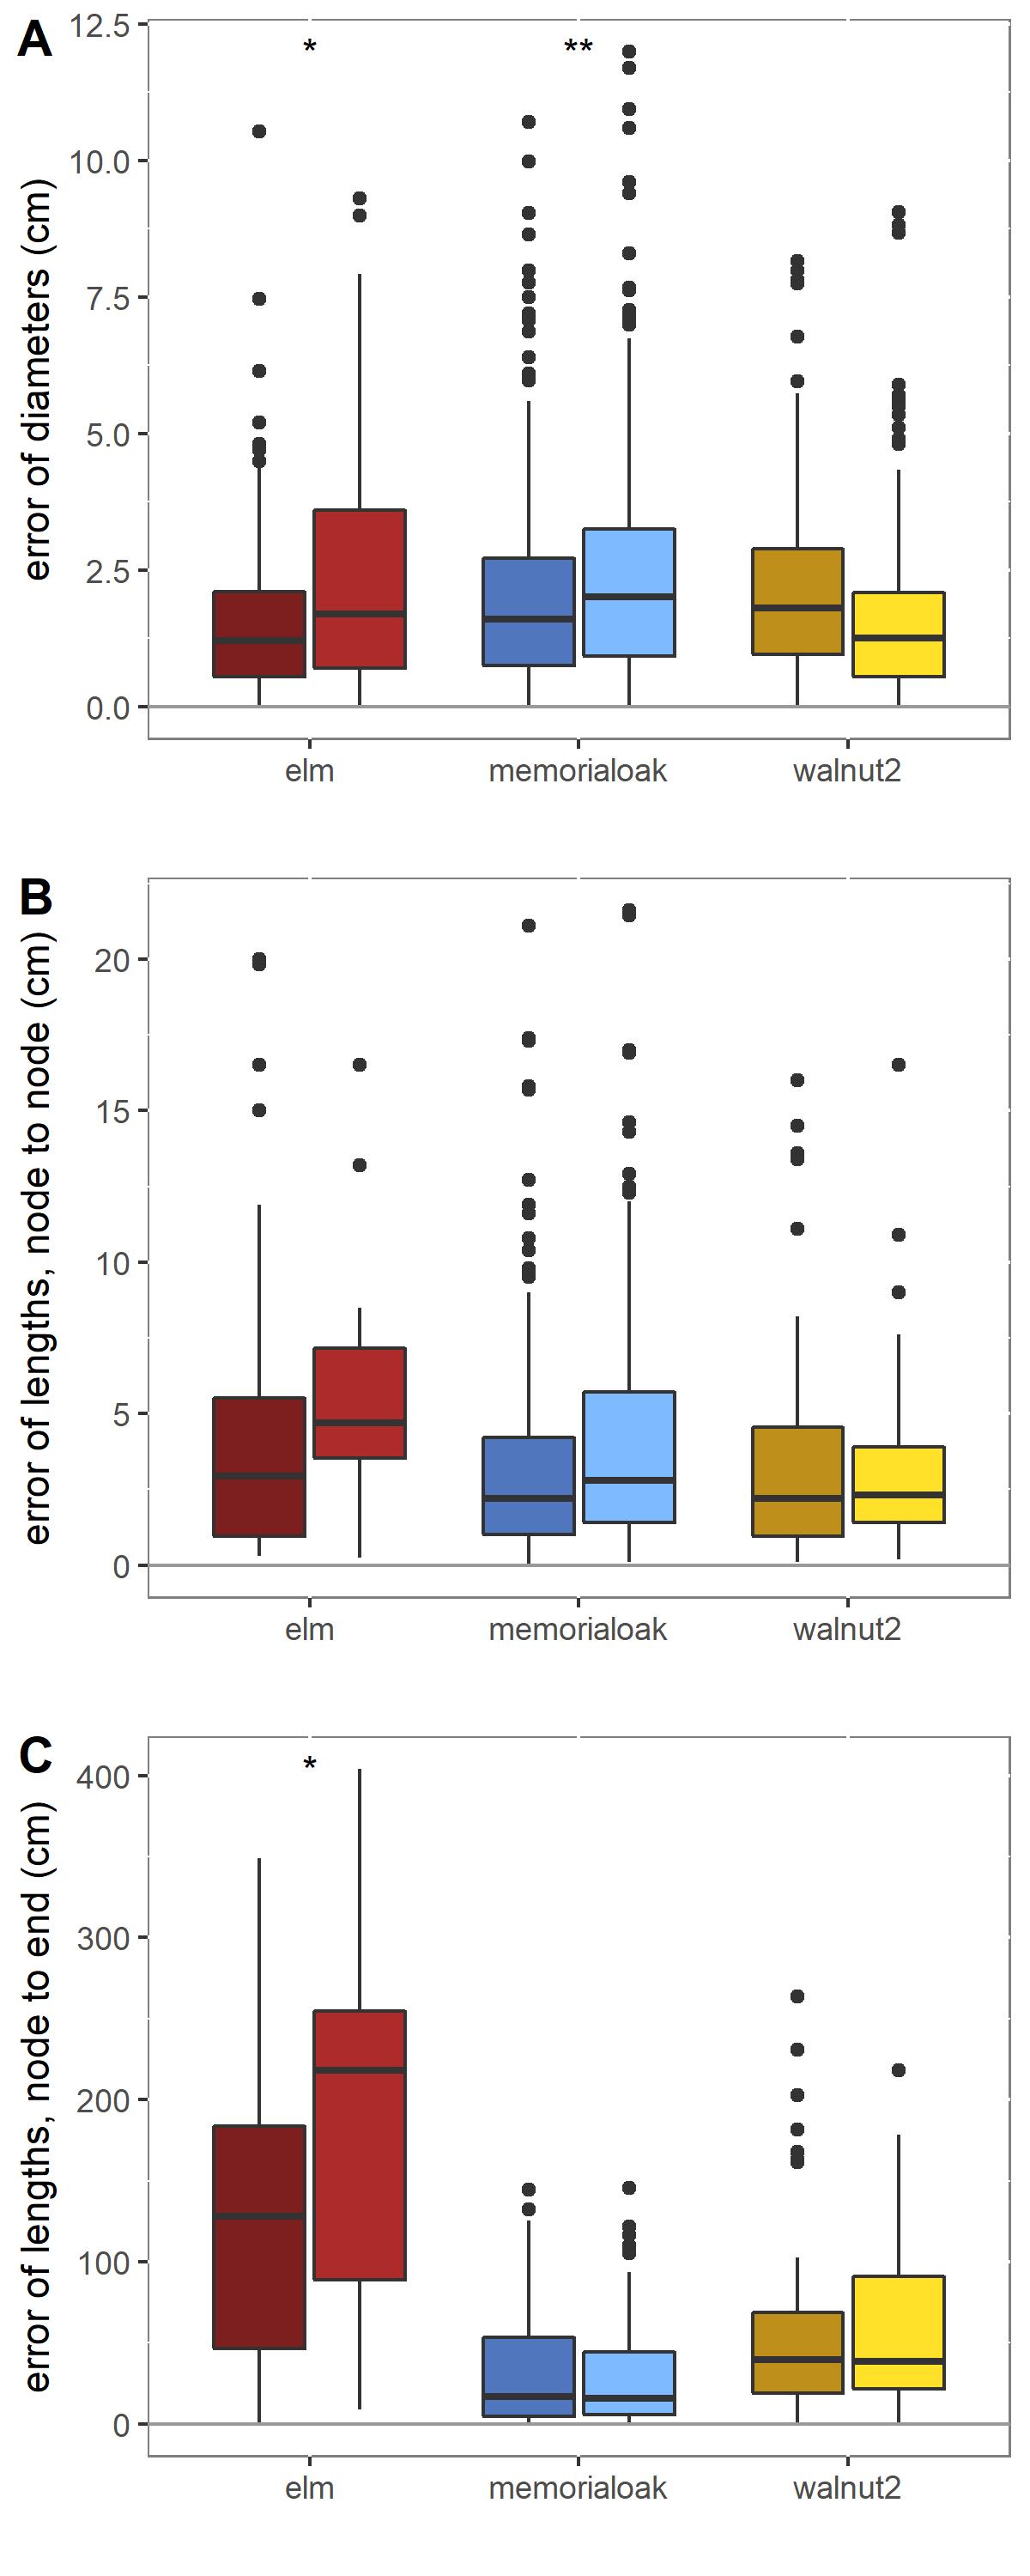 A
* **
error of diameters (cm)
12.5
10.0
7.5
5.0
2.5
0.0
elm memorialoak walnut2
B
error of lengths, node to node (cm)
20
15
10
5
0
elm memorialoak walnut2
C
*
error of lengths, node to end (cm)
400
300
200
100
0
elm memorialoak walnut2